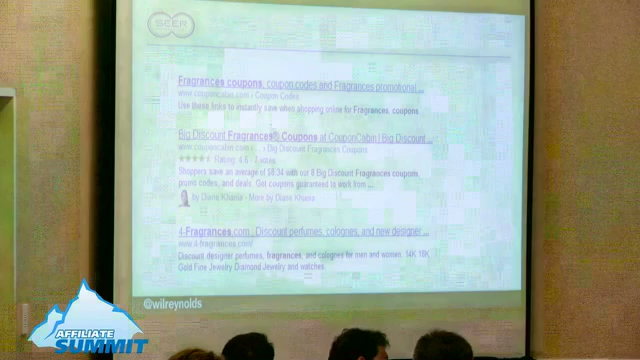 SEER
Fragrances coupons, coupon codes and Fragrances promotional ...
www.couponcabin.com › Coupon Codes
Use these links to instantly save when shopping online for Fragrances, coupons
Big Discount Fragrances® Coupons at CouponCabin | Big Discount ...
www.couponcabin.com › ... › Big Discount Fragrances Coupons
Rating: 4.5 - 7 votes
Shoppers save an average of $8.34 with our 8 Big Discount Fragrances coupons,
promo codes, and deals. Get coupons guaranteed to work from ...
by Diane - More by Diane
4-Fragrances.com : Discount perfumes, colognes, and new designer ...
www.4-fragrances.com/
Discount designer perfumes, fragrances, and colognes for men and women. 14K 18K
Gold Fine Jewelry Diamond Jewelry and watches.
@wilreynolds
AFFILIATE
SUMMIT